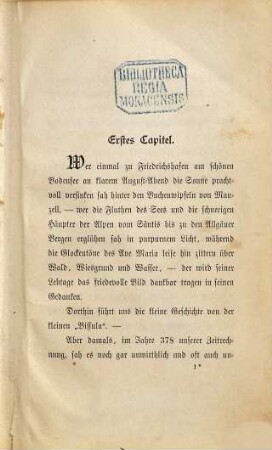 BIBLIOTHECA
REGIA
MONACENSIS
Erstes Capitel.
Wer einmal zu Friedrichshafen am schönen
Bodensee an klarem August-Abend die Sonne pracht-
voll versinken sah hinter den Buchenwipfeln von Man-
zell, — wer die Fluthen des Sees und die schneeigen
Häupter der Alpen vom Säntis bis zu den Allgäuer
Bergen erglühen sah in purpurnem Licht, während
die Glockentöne des Ave Maria leise hin zittern über
Wald, Wiesgrund und Wasser, — der wird seiner
Lebtage das friedevolle Bild dankbar tragen in seinen
Gedanken.
Dorthin führt uns die kleine Geschichte von der
kleinen „Bissula“. —
Aber damals, im Jahre 378 unserer Zeitrech-
nung, sah es noch gar unwirthlich und oft auch un-
* 1*